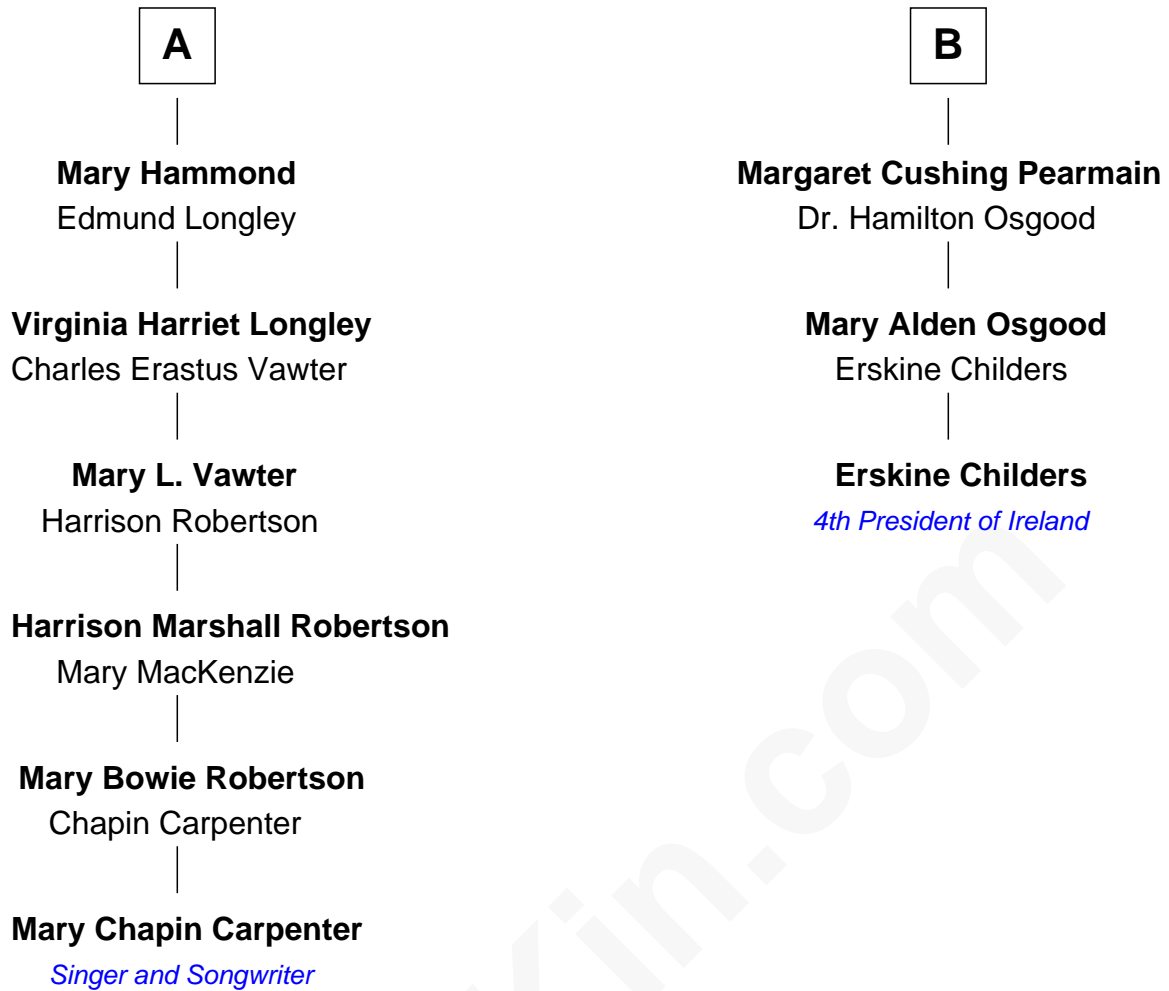 A
Mary Hammond
Edmund Longley
Virginia Harriet Longley
Charles Erastus Vawter
Mary L. Vawter
Harrison Robertson
Harrison Marshall Robertson
Mary MacKenzie
Mary Bowie Robertson
Chapin Carpenter
Mary Chapin Carpenter
Singer and Songwriter
B
Margaret Cushing Pearmain
Dr. Hamilton Osgood
Mary Alden Osgood
Erskine Childers
Erskine Childers
4th President of Ireland
kin.com